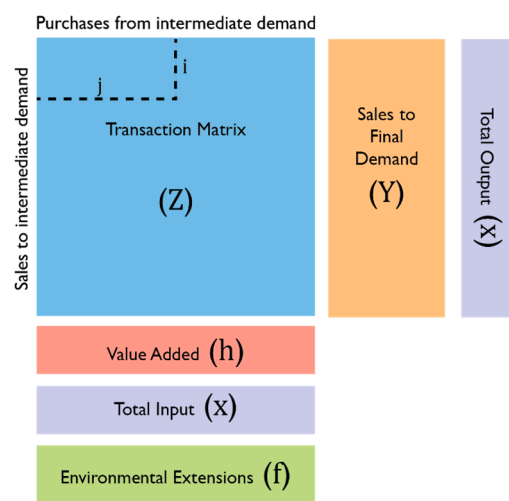 Purchases from intermediate demand
Sales to intermediate demand
i
j
Transaction Matrix
(Z)
Sales to
Final
Demand
(Y)
Total Output (x)
Value Added (h)
Total Input (x)
Environmental Extensions (f)